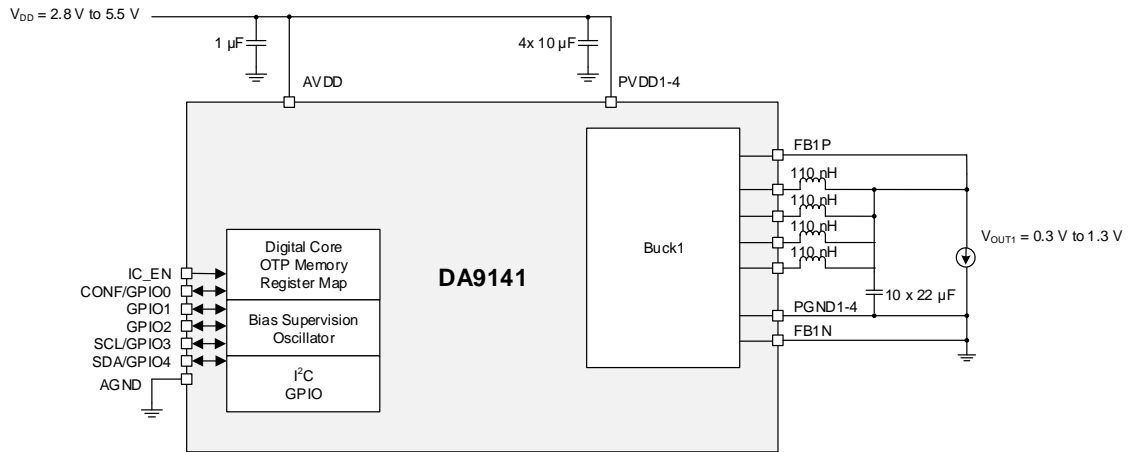 VDD = 2.8 V to 5.5 V
1 µF
4x 10 µF
AVDD
PVDD1-4
FB1P
110 nH
110 nH
110 nH
110 nH
Buck1
VOUT1 = 0.3 V to 1.3 V
10 x 22 µF
PGND1-4
FB1N
DA9141
Digital Core
OTP Memory
Register Map
Bias Supervision
Oscillator
I²C
GPIO
IC_EN
CONF/GPIO0
GPIO1
GPIO2
SCL/GPIO3
SDA/GPIO4
AGND